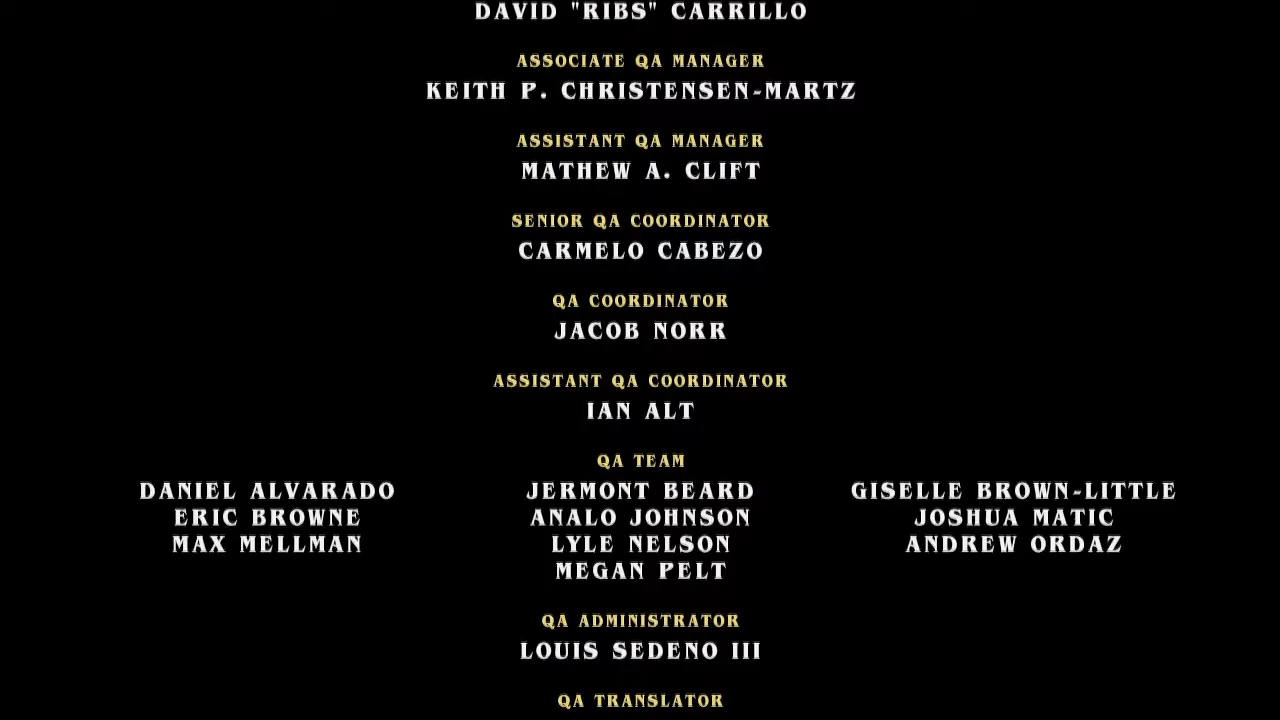 DAVID "RIBS" CARRILLO
ASSOCIATE QA MANAGER
KEITH P. CHRISTENSEN-MARTZ
ASSISTANT QA MANAGER
MATHEW A. CLIFT
SENIOR QA COORDINATOR
CARMELO CABEZO
QA COORDINATOR
JACOB NORR
ASSISTANT QA COORDINATOR
IAN ALT
QA TEAM
DANIEL ALVARADO JERMONT BEARD GISELLE BROWN-LITTLE
ERIC BROWNE ANALO JOHNSON JOSHUA MATIC
MAX MELLMAN LYLE NELSON ANDREW ORDAZ
MEGAN PELT
QA ADMINISTRATOR
LOUIS SEDENO III
QA TRANSLATOR